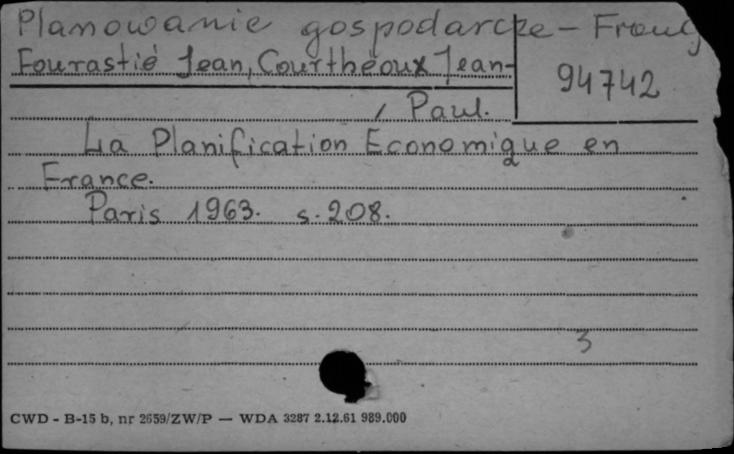 Planowanie gospodarcze - Francj
Fourastié Jean, Courthéoux Jean-
94742
Paul.
La Planification Economique en
France.
Paris 1963. s. 208.
3
CWD - B-15 b, nr 2659/ZW/P — WDA 3287 2.12.61 989.000